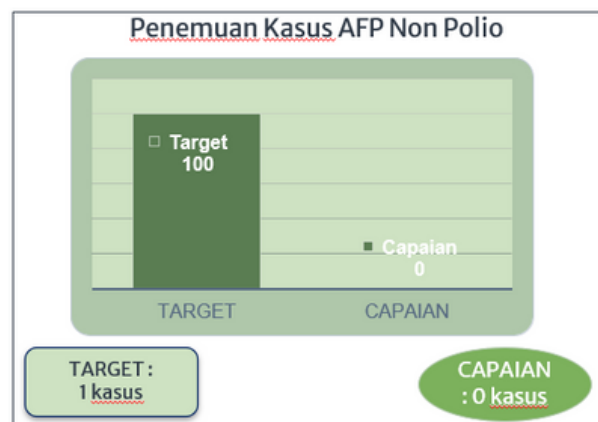 Penemuan Kasus AFP Non Polio
Target
100
Capaian
0
TARGET
CAPAIAN
TARGET :
1 kasus
CAPAIAN
: 0 kasus